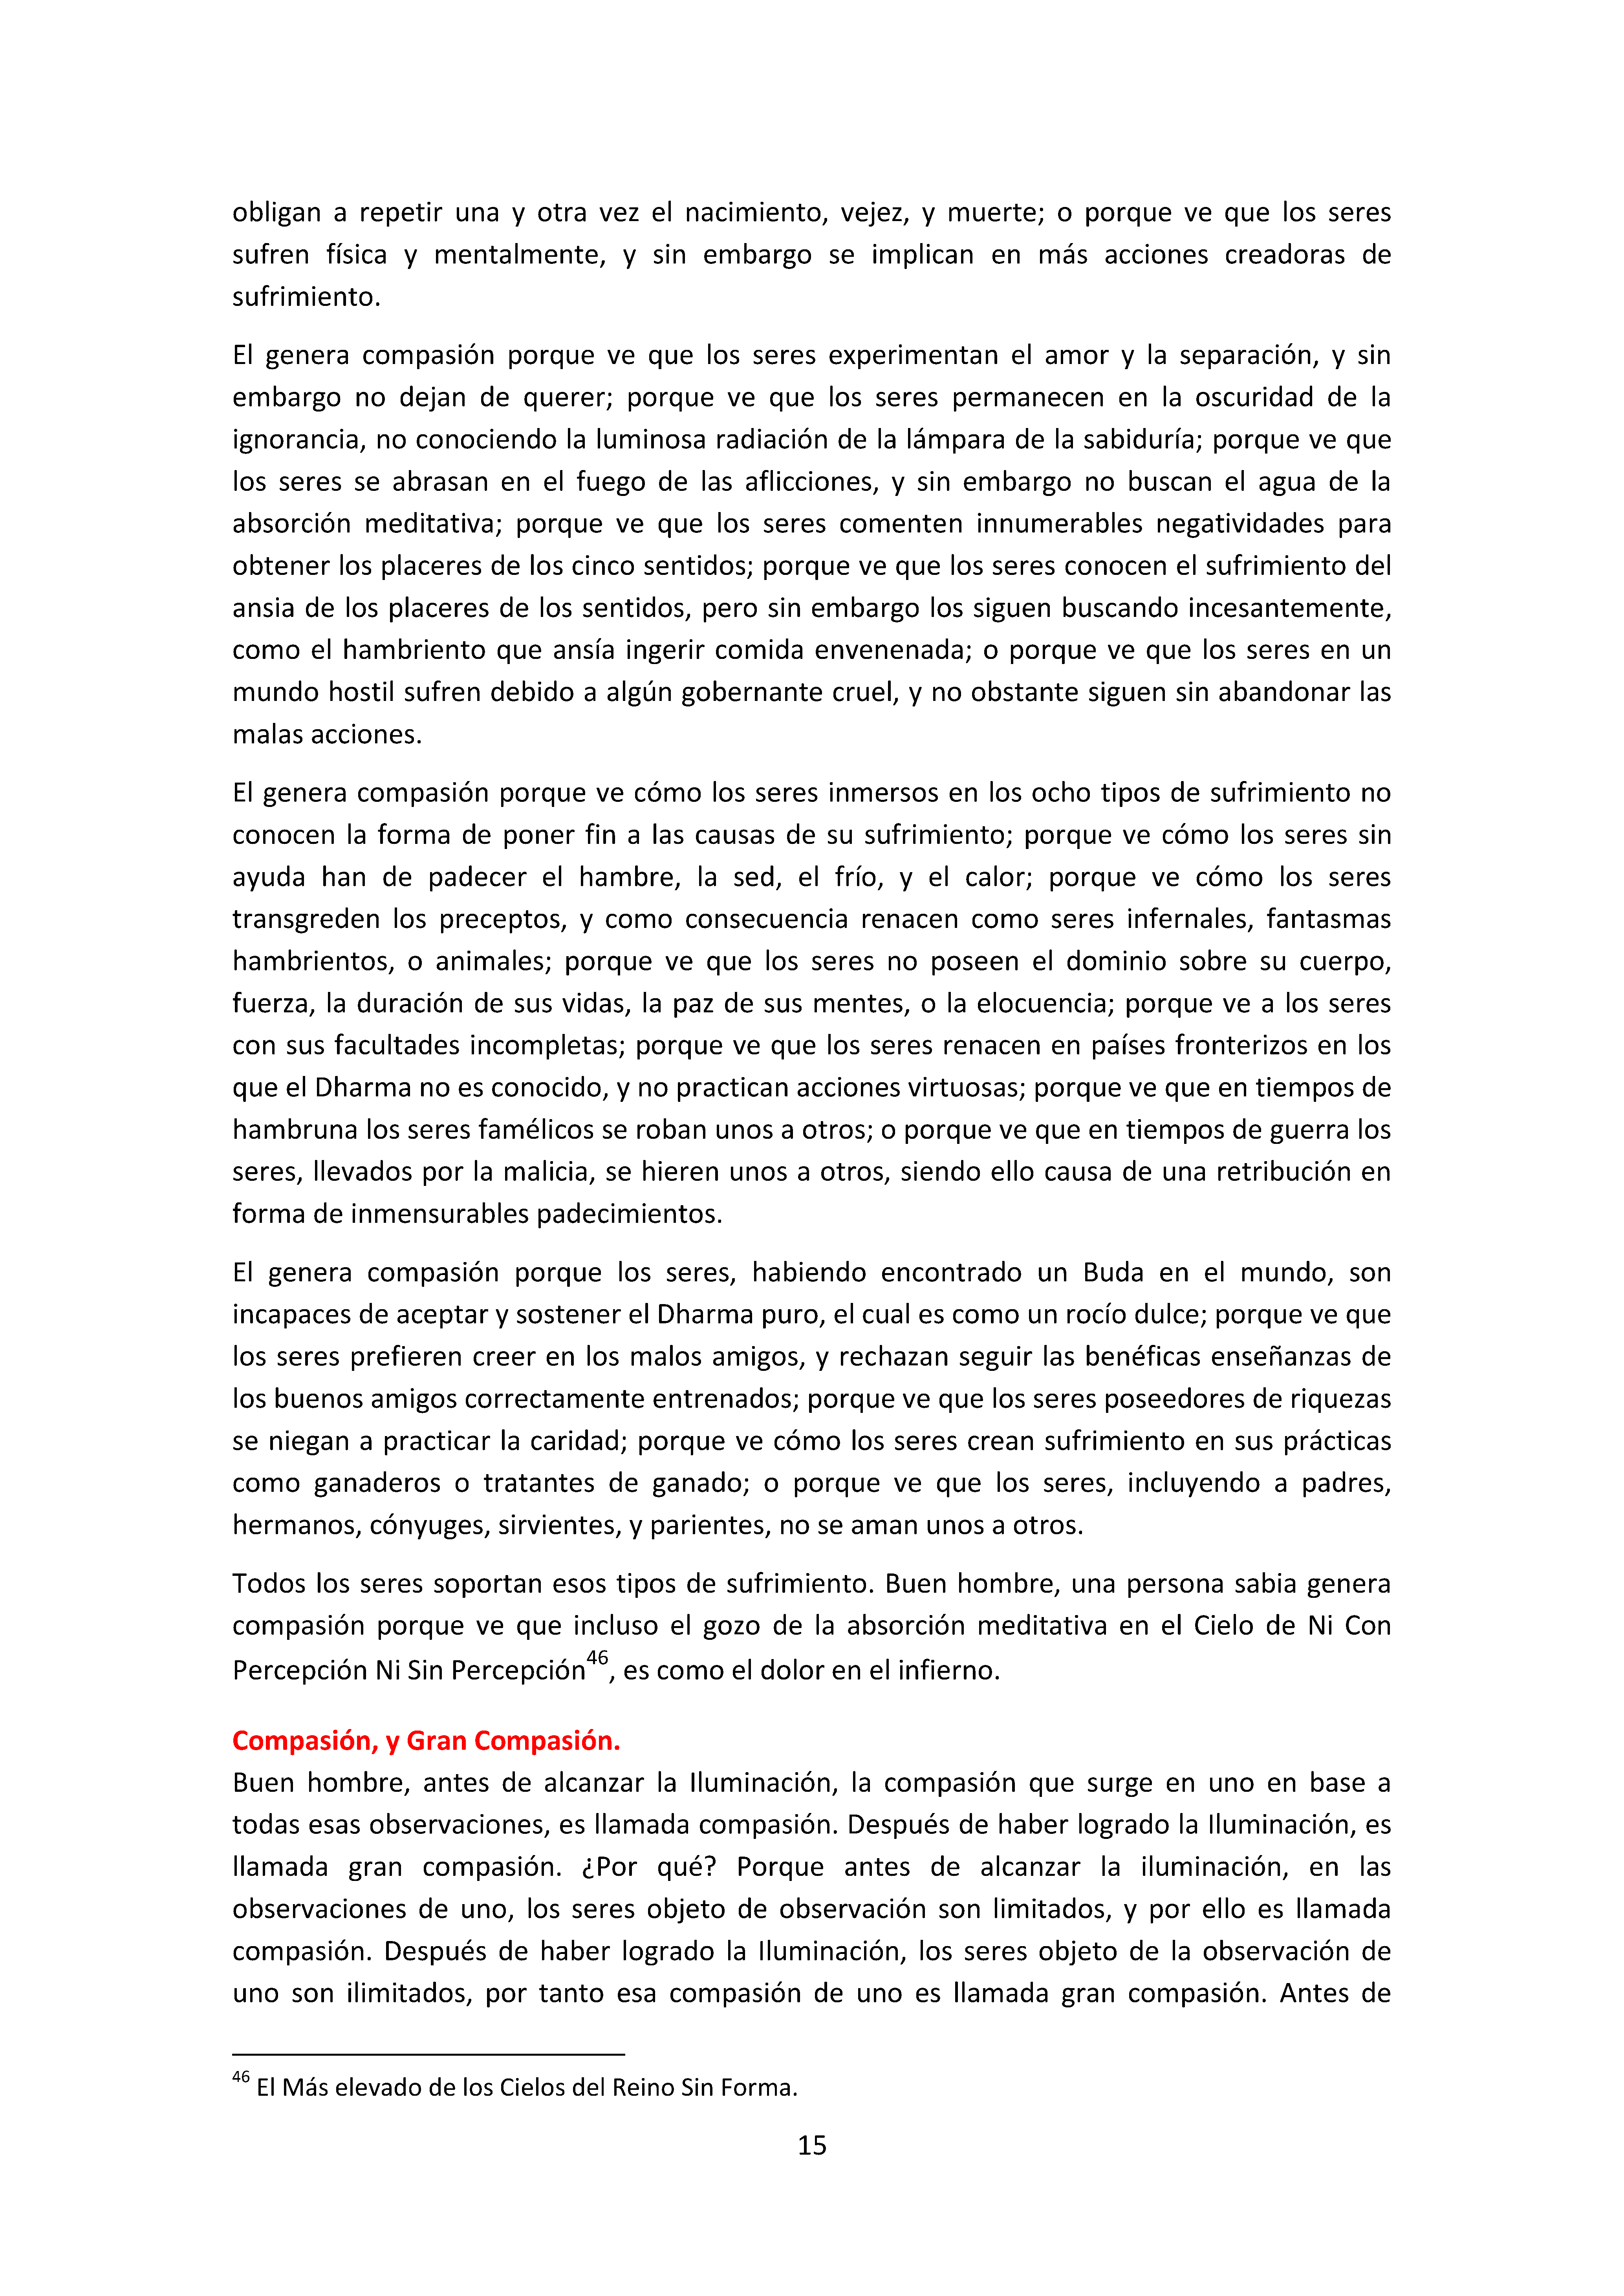 obligan a repetir una y otra vez el nacimiento, vejez, y muerte; o porque ve que los seres
sufren física y mentalmente, y sin embargo se implican en más acciones creadoras de
sufrimiento.
El genera compasión porque ve que los seres experimentan el amor y la separación, y sin
embargo no dejan de querer; porque ve que los seres permanecen en la oscuridad de la
ignorancia, no conociendo la luminosa radiación de la lámpara de la sabiduría; porque ve que
los seres se abrasan en el fuego de las aflicciones, y sin embargo no buscan el agua de la
absorción meditativa; porque ve que los seres comenten innumerables negatividades para
obtener los placeres de los cinco sentidos; porque ve que los seres conocen el sufrimiento del
ansia de los placeres de los sentidos, pero sin embargo los siguen buscando incesantemente,
como el hambriento que ansía ingerir comida envenenada; o porque ve que los seres en un
mundo hostil sufren debido a algún gobernante cruel, y no obstante siguen sin abandonar las
malas acciones.
El genera compasión porque ve cómo los seres inmersos en los ocho tipos de sufrimiento no
conocen la forma de poner fin a las causas de su sufrimiento; porque ve cómo los seres sin
ayuda han de padecer el hambre, la sed, el frío, y el calor; porque ve cómo los seres
transgreden los preceptos, y como consecuencia renacen como seres infernales, fantasmas
hambrientos, o animales; porque ve que los seres no poseen el dominio sobre su cuerpo,
fuerza, la duración de sus vidas, la paz de sus mentes, o la elocuencia; porque ve a los seres
con sus facultades incompletas; porque ve que los seres renacen en países fronterizos en los
que el Dharma no es conocido, y no practican acciones virtuosas; porque ve que en tiempos de
hambruna los seres famélicos se roban unos a otros; o porque ve que en tiempos de guerra los
seres, llevados por la malicia, se hieren unos a otros, siendo ello causa de una retribución en
forma de inmensurables padecimientos.
El genera compasión porque los seres, habiendo encontrado un Buda en el mundo, son
incapaces de aceptar y sostener el Dharma puro, el cual es como un rocío dulce; porque ve que
los seres prefieren creer en los malos amigos, y rechazan seguir las benéficas enseñanzas de
los buenos amigos correctamente entrenados; porque ve que los seres poseedores de riquezas
se niegan a practicar la caridad; porque ve cómo los seres crean sufrimiento en sus prácticas
como ganaderos o tratantes de ganado; o porque ve que los seres, incluyendo a padres,
hermanos, cónyuges, sirvientes, y parientes, no se aman unos a otros.
Todos los seres soportan esos tipos de sufrimiento. Buen hombre, una persona sabia genera
compasión porque ve que incluso el gozo de la absorción meditativa en el Cielo de Ni Con
Percepción Ni Sin Percepción46, es como el dolor en el infierno.
Compasión, y Gran Compasión.
Buen hombre, antes de alcanzar la Iluminación, la compasión que surge en uno en base a
todas esas observaciones, es llamada compasión. Después de haber logrado la Iluminación, es
llamada gran compasión. ¿Por qué? Porque antes de alcanzar la iluminación, en las
observaciones de uno, los seres objeto de observación son limitados, y por ello es llamada
compasión. Después de haber logrado la Iluminación, los seres objeto de la observación de
uno son ilimitados, por tanto esa compasión de uno es llamada gran compasión. Antes de
46 El Más elevado de los Cielos del Reino Sin Forma.
15